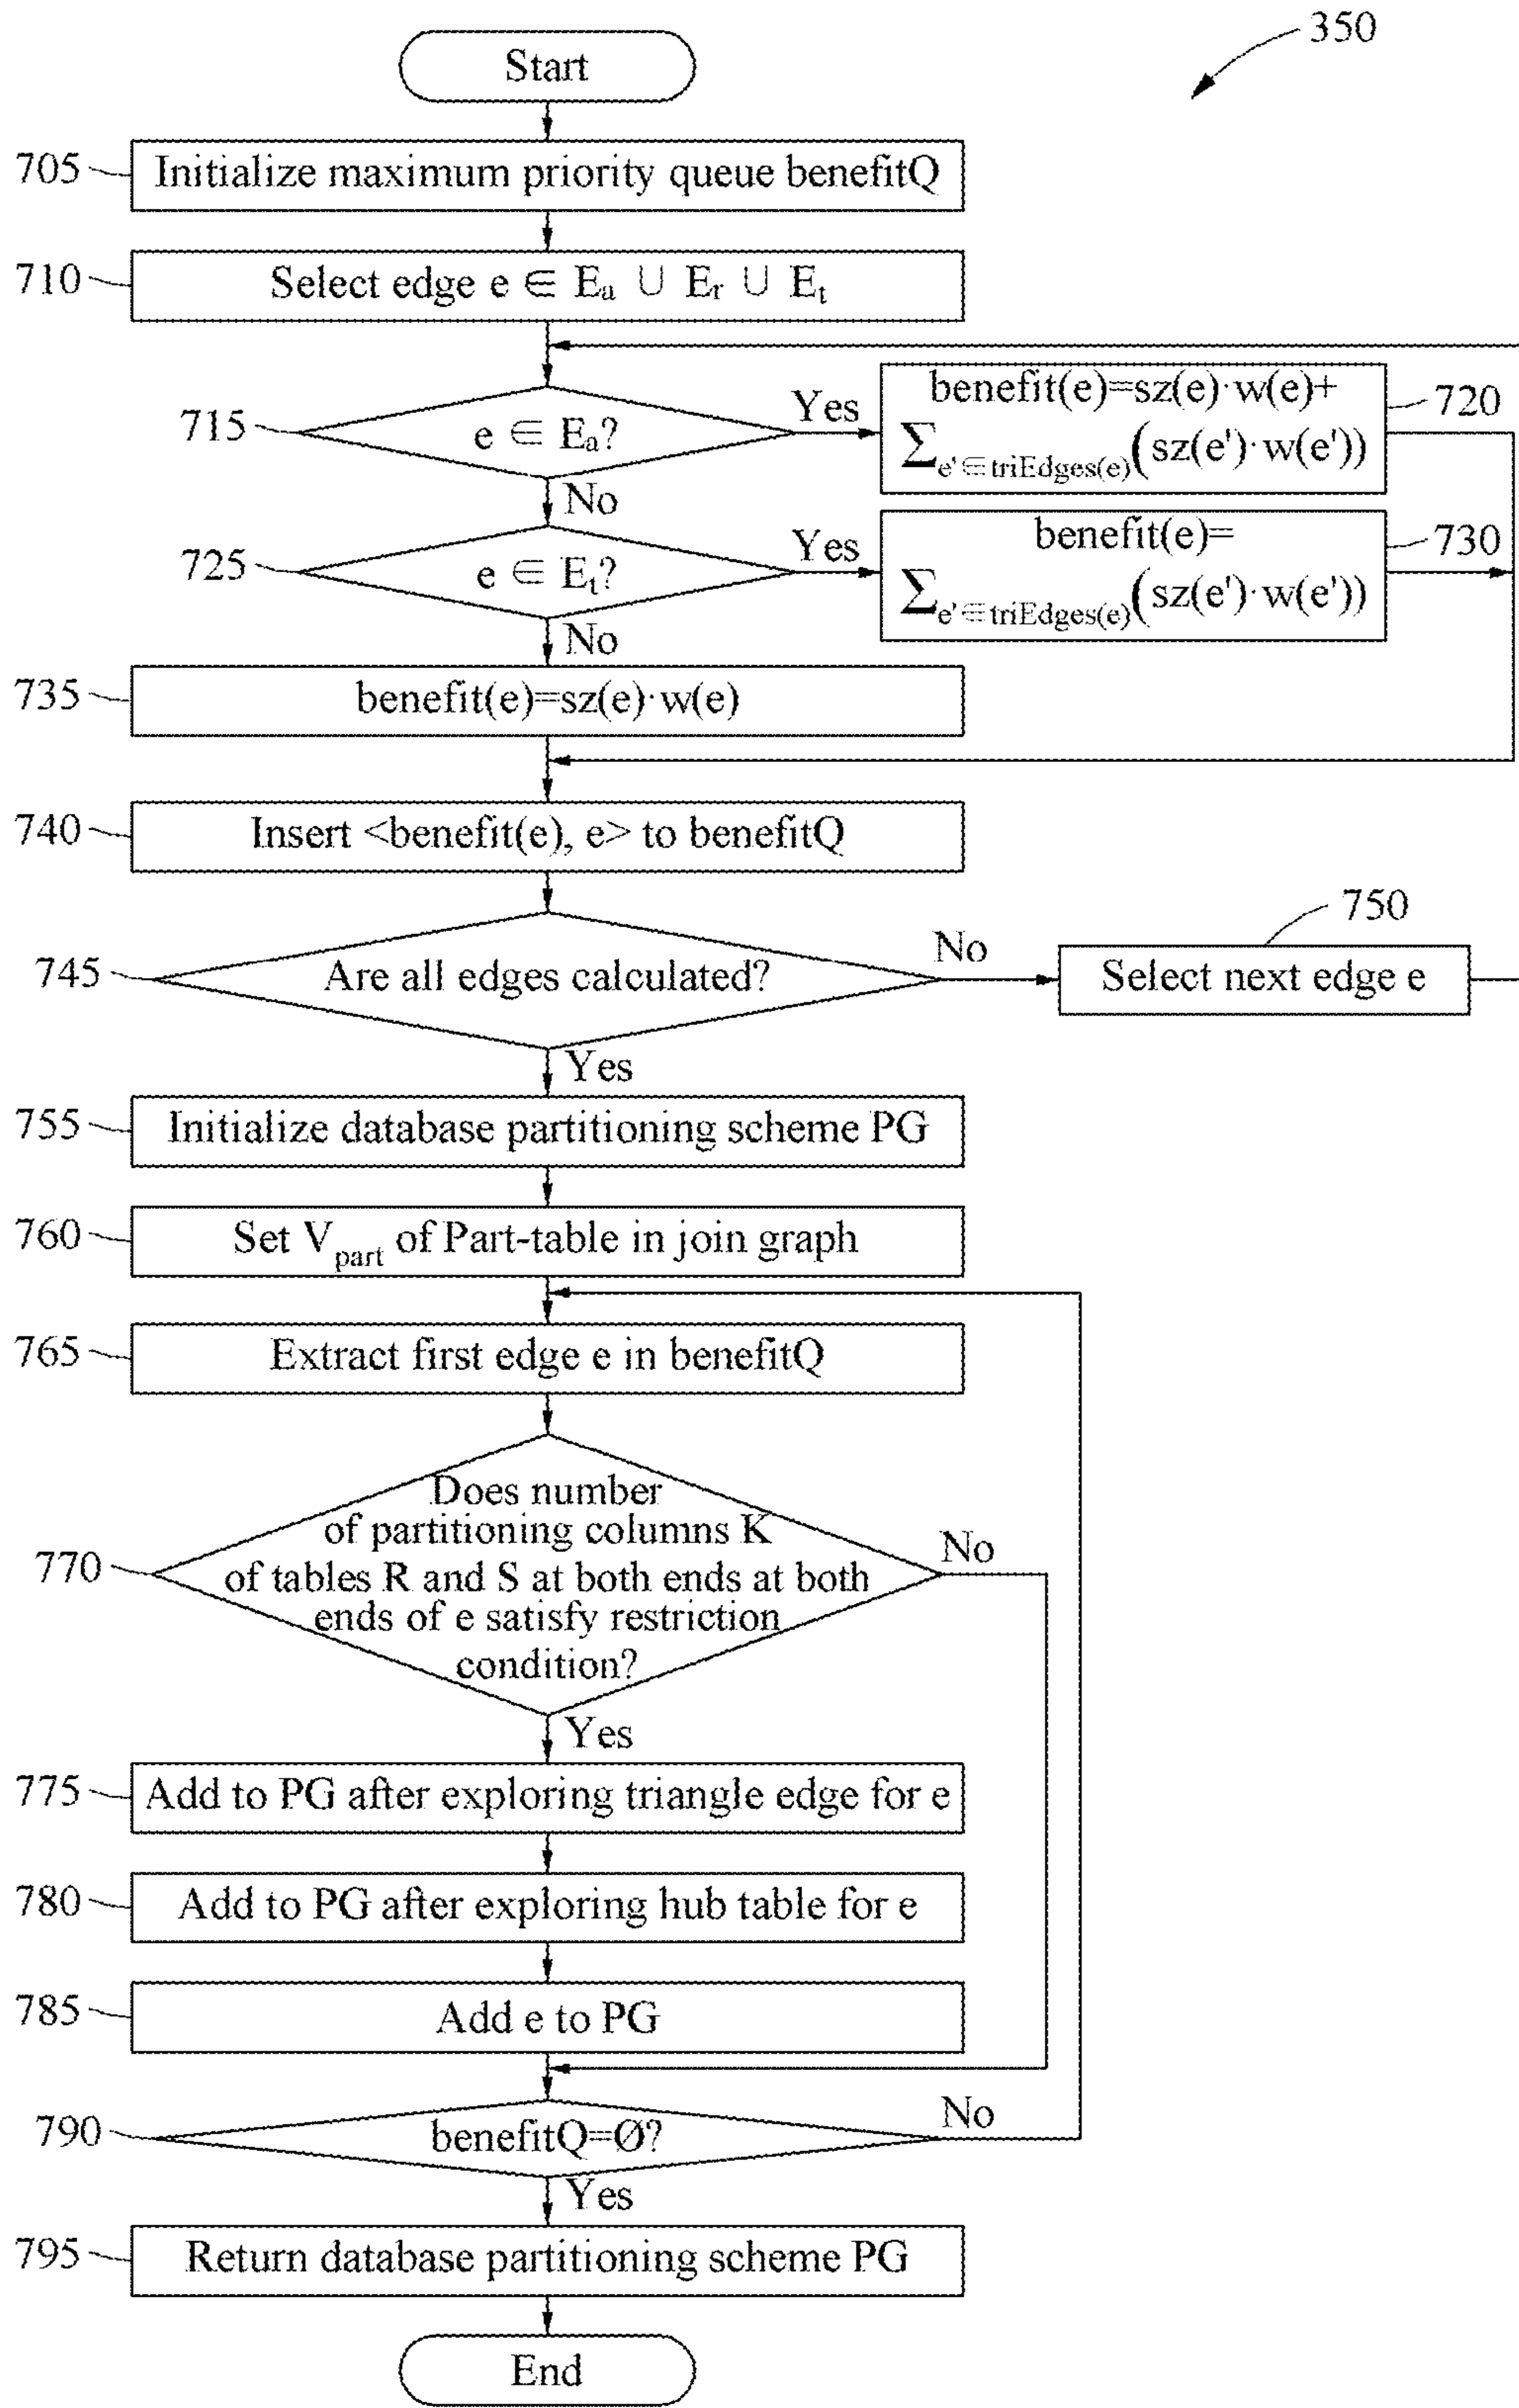 350
Start
705
Initialize maximum priority queue benefitQ
710
Select edge e ∈ Eₐ ∪ Eᵣ ∪ Eₜ
715
e ∈ Eₐ?
Yes
benefit(e)=sz(e)·w(e)+
∑e'∈triEdges(e)(sz(e')·w(e'))
720
No
725
e ∈ Eₜ?
Yes
benefit(e)=
∑e'∈triEdges(e)(sz(e')·w(e'))
730
No
735
benefit(e)=sz(e)·w(e)
740
Insert <benefit(e), e> to benefitQ
745
Are all edges calculated?
No
750
Select next edge e
Yes
755
Initialize database partitioning scheme PG
760
Set Vpart of Part-table in join graph
765
Extract first edge e in benefitQ
770
Does number
of partitioning columns K
of tables R and S at both ends at both
ends of e satisfy restriction
condition?
No
Yes
775
Add to PG after exploring triangle edge for e
780
Add to PG after exploring hub table for e
785
Add e to PG
790
benefitQ=Ø?
No
Yes
795
Return database partitioning scheme PG
End